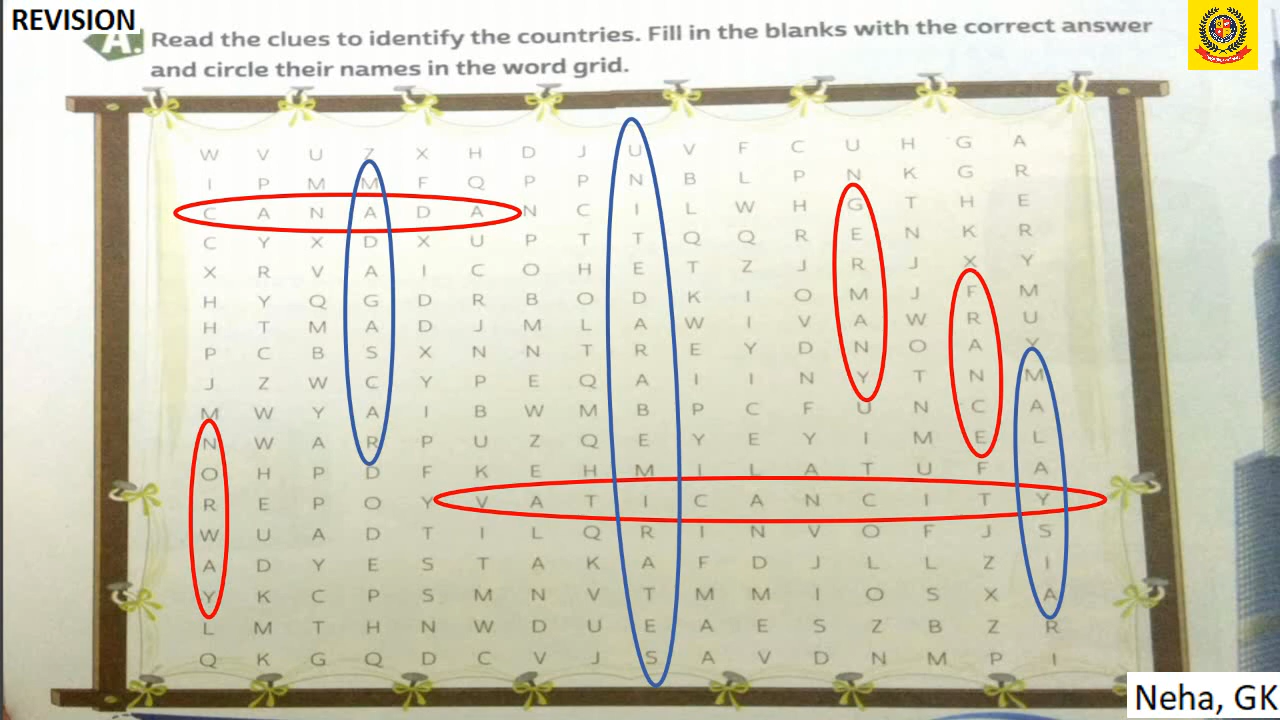 REVISION
A. Read the clues to identify the countries. Fill in the blanks with the correct answer
and circle their names in the word grid.
W V U Z X H D J U V F C U H G A
I P M M F Q P P N B L P N K G R
C A N A D A N C I L W H G T H E
C Y X D X U P T T Q Q R E N K R
X R V A I C O H E T Z J R J X Y
H Y Q G D R B O D K I O M J F M
H T M A D J M L A W I V A W R U
P C B S X N N T R E Y D N O A Y
J Z W C Y P E Q A I I N Y T N M
M W Y A I B W M B P C F U N C A
N W A R P U Z Q E Y E Y I M E L
O H P D F K E H M I L A T U F A
R E P O Y V A T I C A N C I T Y
W U A D T I L Q R I N V O F J S
A D Y E S T A K A F D J L L Z I
Y K C P S M N V T M M I O S X A
L M T H N W D U E A E S Z B Z R
Q K G Q D C V J S A V D N M P I
Neha, GK